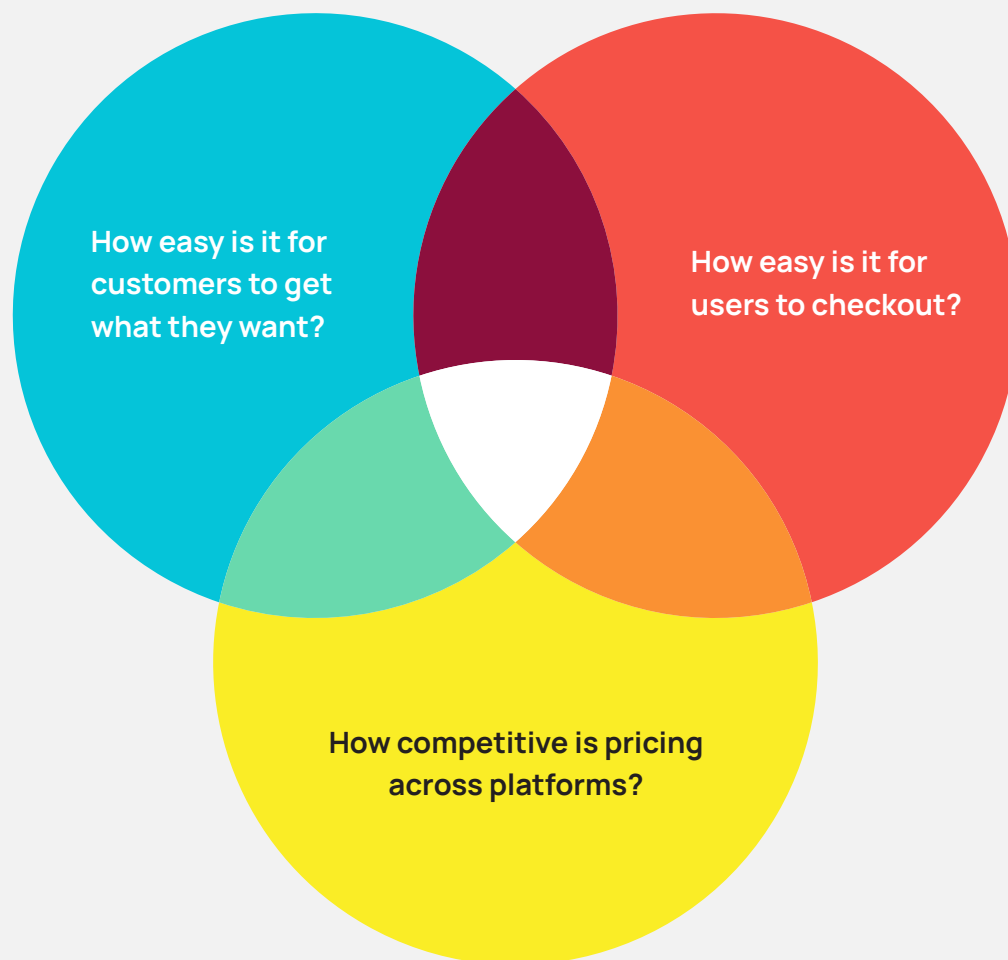 How easy is it for
customers to get
what they want?
How easy is it for
users to checkout?
How competitive is pricing
across platforms?